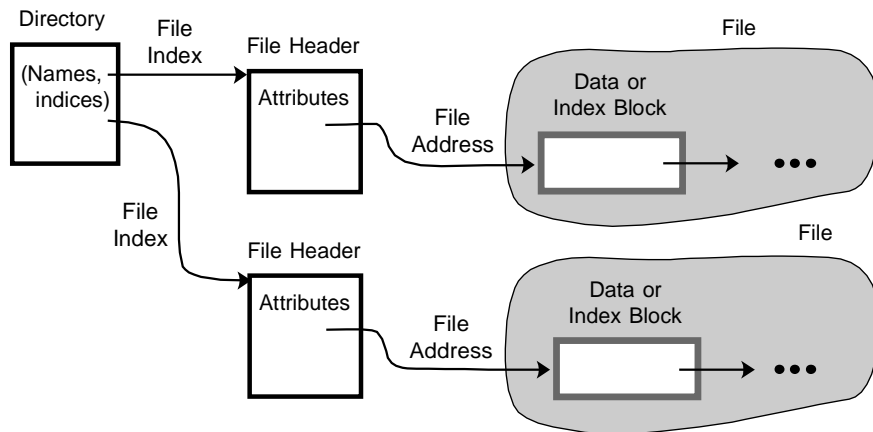 Directory
(Names,
indices)
File
Index
File Header
Attributes
File
Address
File
Data or
Index Block
•••
File
Index
File Header
Attributes
File
Address
File
Data or
Index Block
•••